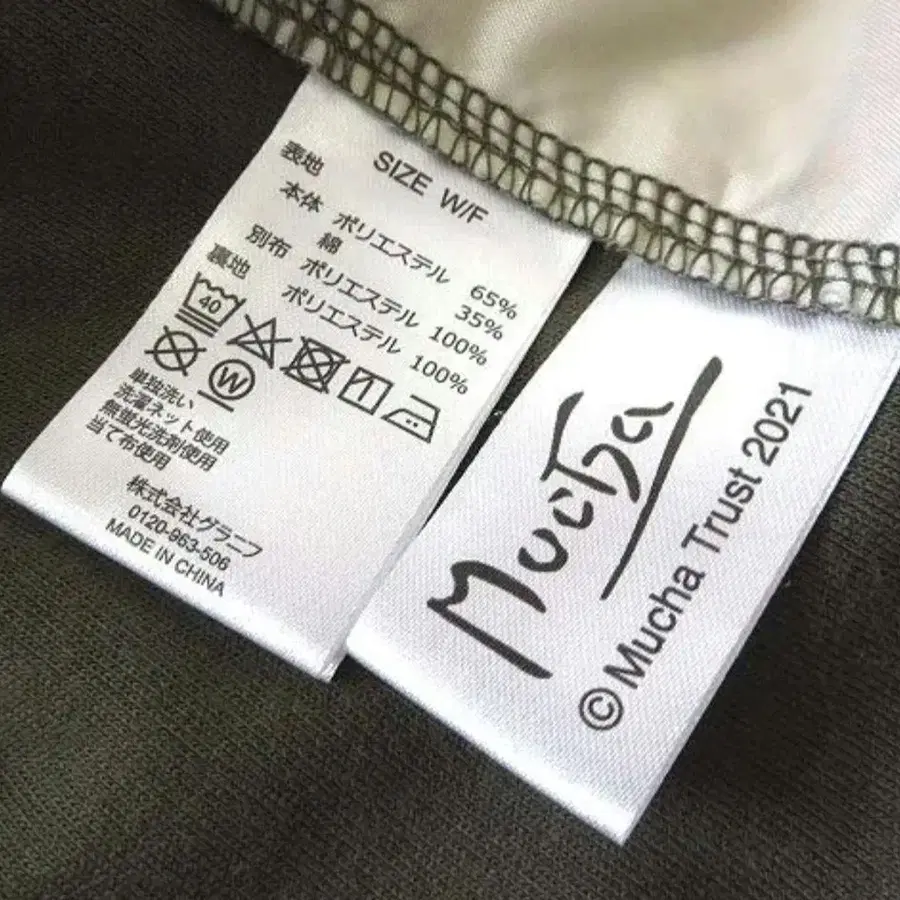 SIZE W/F
表地
本体 ポリエステル 65%
綿 35%
別布 ポリエステル 100%
裏地 ポリエステル 100%
40
W
単独洗い
洗濯ネット使用
無蛍光洗剤使用
当て布使用
株式会社グラニフ
0120-963-506
MADE IN CHINA
Mucha
© Mucha Trust 2021